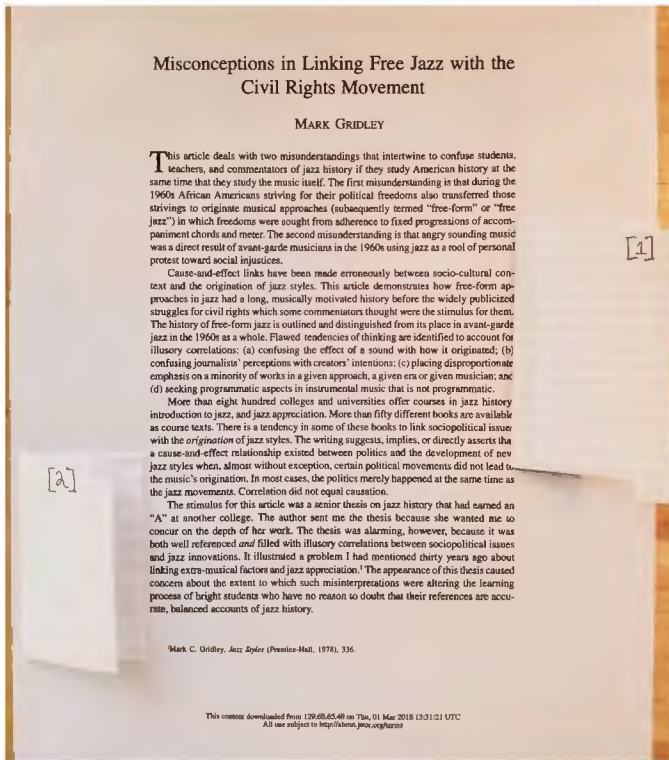 Misconceptions in Linking Free Jazz with the
Civil Rights Movement
MARK GRIDLEY
This article deals with two misunderstandings that intertwine to confuse students,
teachers, and commentators of jazz history if they study American history at the
same time that they study the music itself. The first misunderstanding is that during the
1960s African Americans striving for their political freedoms also transferred those
strivings to originate musical approaches (subsequently termed "free-form" or "free
jazz") in which freedoms were sought from adherence to fixed progressions of accom-
paniment chords and meter. The second misunderstanding is that angry sounding music
was a direct result of avant-garde musicians in the 1960s using jazz as a tool of personal
protest toward social injustices.
[1]
Cause-and-effect links have been made erroneously between socio-cultural con-
text and the origination of jazz styles. This article demonstrates how free-form ap-
proaches in jazz had a long, musically motivated history before the widely publicized
struggles for civil rights which some commentators thought were the stimulus for them.
The history of free-form jazz is outlined and distinguished from its place in avant-garde
jazz in the 1960s as a whole. Flawed tendencies of thinking are identified to account for
illusory correlations: (a) confusing the effect of a sound with how it originated; (b)
confusing journalists' perceptions with creators' intentions; (c) placing disproportionate
emphasis on a minority of works in a given approach, a given era or given musician; and
(d) seeking programmatic aspects in instrumental music that is not programmatic.
More than eight hundred colleges and universities offer courses in jazz history
introduction to jazz, and jazz appreciation. More than fifty different books are available
as course texts. There is a tendency in some of these books to link sociopolitical issues
with the origination of jazz styles. The writing suggests, implies, or directly asserts tha
a cause-and-effect relationship existed between politics and the development of new
jazz styles when, almost without exception, certain political movements did not lead to
the music's origination. In most cases, the politics merely happened at the same time as
the jazz movements. Correlation did not equal causation.
[2]
The stimulus for this article was a senior thesis on jazz history that had earned an
"A" at another college. The author sent me the thesis because she wanted me to
concur on the depth of her work. The thesis was alarming, however, because it was
both well referenced and filled with illusory correlations between sociopolitical issues
and jazz innovations. It illustrated a problem I had mentioned thirty years ago about
linking extra-musical factors and jazz appreciation.¹ The appearance of this thesis caused
concern about the extent to which such misinterpretations were altering the learning
process of bright students who have no reason to doubt that their references are accu-
rate, balanced accounts of jazz history.
¹Mark C. Gridley, Jazz Styles (Prentice-Hall, 1978), 336.
This content downloaded from 129.68.65.48 on Thu, 01 Mar 2018 13:31:21 UTC
All use subject to http://about.jstor.org/terms